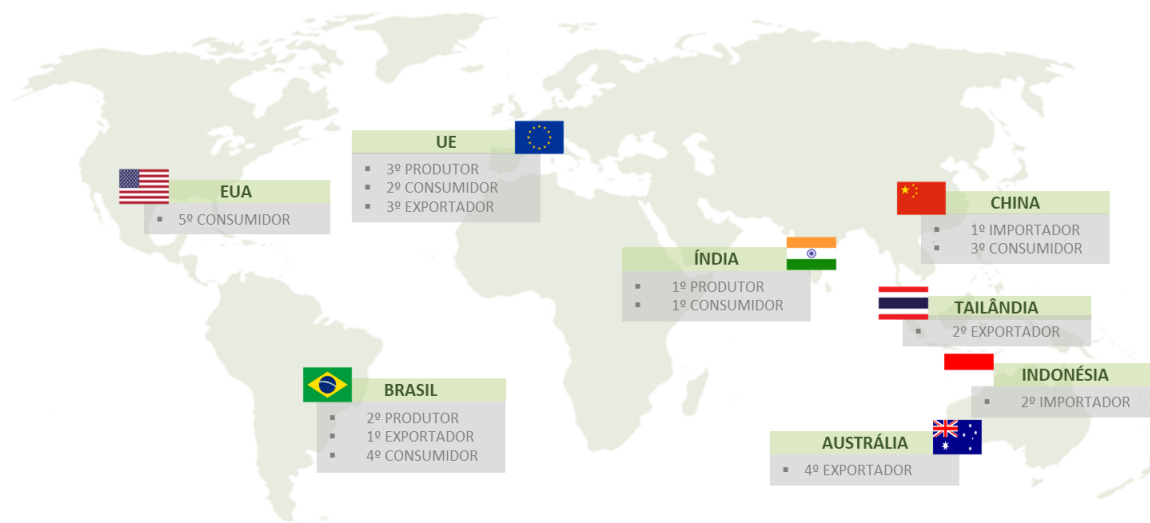 UE
▪ 3º PRODUTOR
▪ 2º CONSUMIDOR
▪ 3º EXPORTADOR
EUA
▪ 5º CONSUMIDOR
CHINA
▪ 1º IMPORTADOR
▪ 3º CONSUMIDOR
ÍNDIA
▪ 1º PRODUTOR
▪ 1º CONSUMIDOR
TAILÂNDIA
▪ 2º EXPORTADOR
INDONÉSIA
▪ 2º IMPORTADOR
BRASIL
▪ 2º PRODUTOR
▪ 1º EXPORTADOR
▪ 4º CONSUMIDOR
AUSTRÁLIA
▪ 4º EXPORTADOR